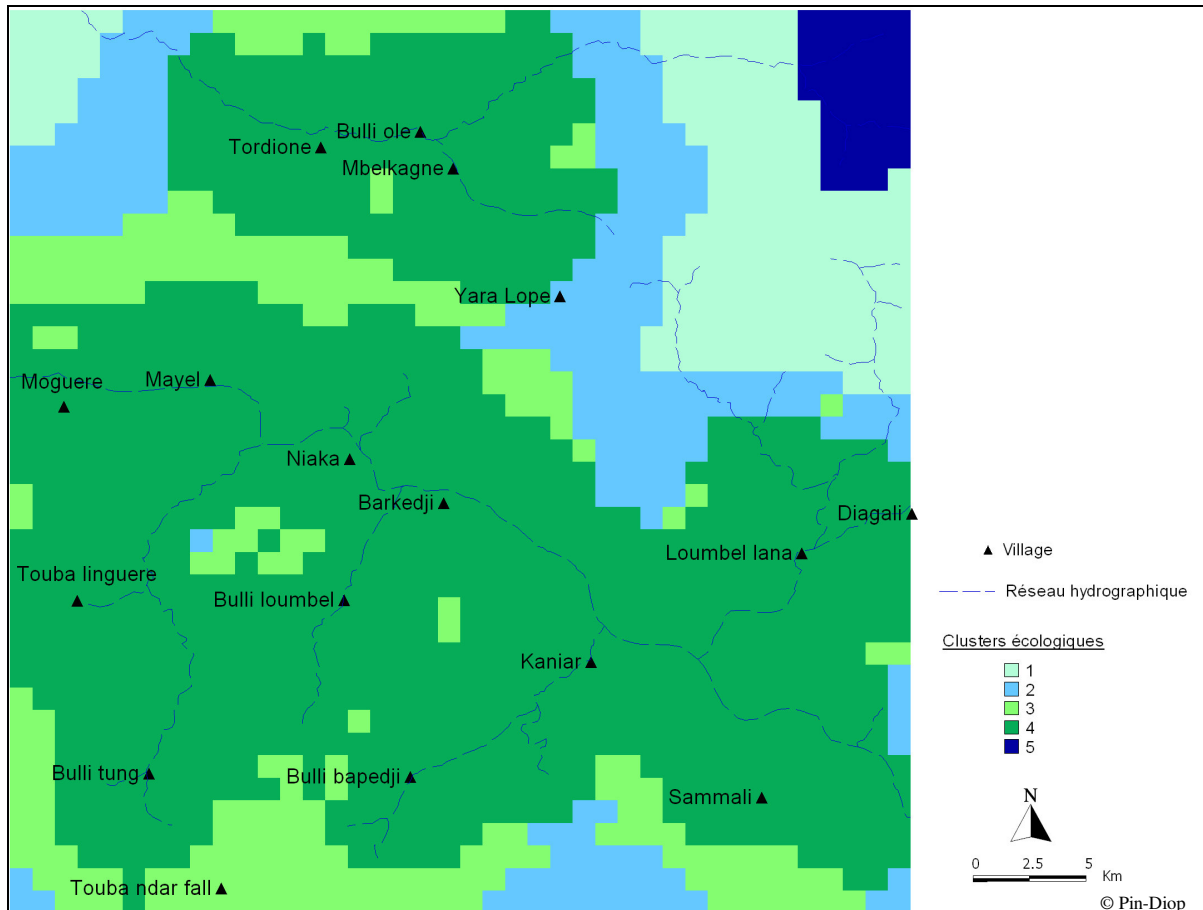 Bulli ole
Tordione
Mbelkagne
Yara Lope
Moguere
Mayel
Niaka
Barkedji
Diagali
Loumbel lana
Touba linguere
Bulli loumbel
Kaniar
Bulli tung
Bulli bapedji
Sammali
Touba ndar fall
Village
Réseau hydrographique
Clusters écologiques
1
2
3
4
5
N
0 2.5 5
Km
© Pin-Diop